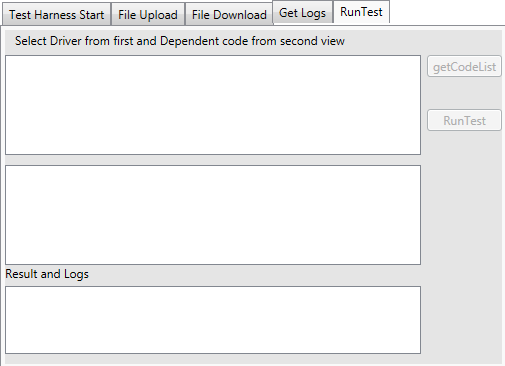 Test Harness Start File Upload File Download Get Logs RunTest
Select Driver from first and Dependent code from second view
getCodeList
RunTest
Result and Logs